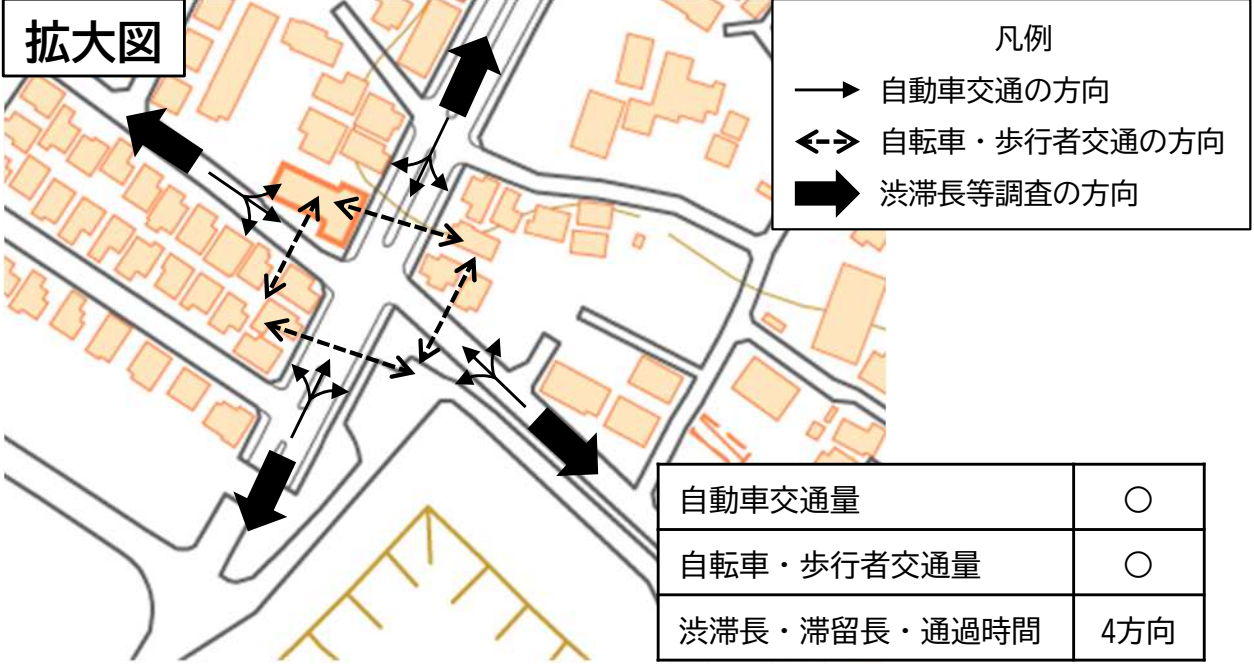 拡大図
凡例
自動車交通の方向
自転車・歩行者交通の方向
渋滞長等調査の方向
自動車交通量 ○
自転車・歩行者交通量 ○
渋滞長・滞留長・通過時間 4方向